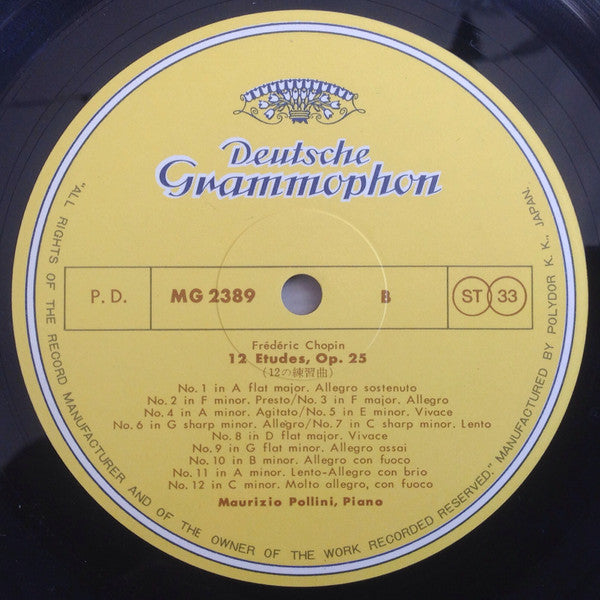 Deutsche
Grammophon
P. D.
MG 2389
B
ST 33
Frédéric Chopin
12 Etudes, Op. 25
(12の練習曲)
No. 1 in A flat major. Allegro sostenuto
No. 2 in F minor. Presto/No. 3 in F major. Allegro
No. 4 in A minor. Agitato/No. 5 in E minor. Vivace
No. 6 in G sharp minor. Allegro/No. 7 in C sharp minor. Lento
No. 8 in D flat major. Vivace
No. 9 in G flat minor. Allegro assai
No. 10 in B minor. Allegro con fuoco
No. 11 in A minor. Lento-Allegro con brio
No. 12 in C minor. Molto allegro, con fuoco
Maurizio Pollini, Piano
"ALL RIGHTS OF THE RECORD MANUFACTURER AND OF THE OWNER OF THE WORK RECORDED RESERVED." MANUFACTURED BY POLYDOR K. K., JAPAN.